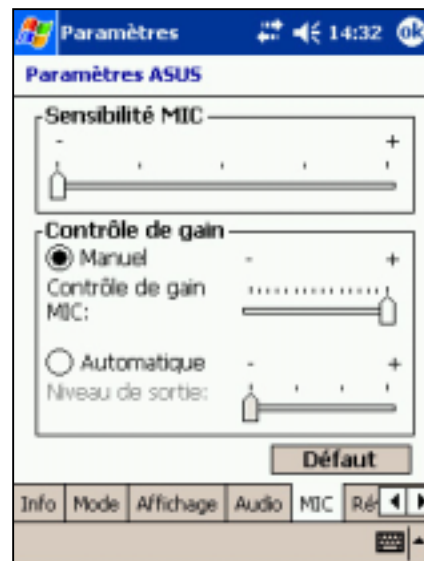 Paramètres 14:32 ok
Paramètres ASUS
Sensibilité MIC
- +
Contrôle de gain
Manuel - +
Contrôle de gain
MIC:
Automatique - +
Niveau de sortie:
Défaut
Info Mode Affichage Audio MIC Ré